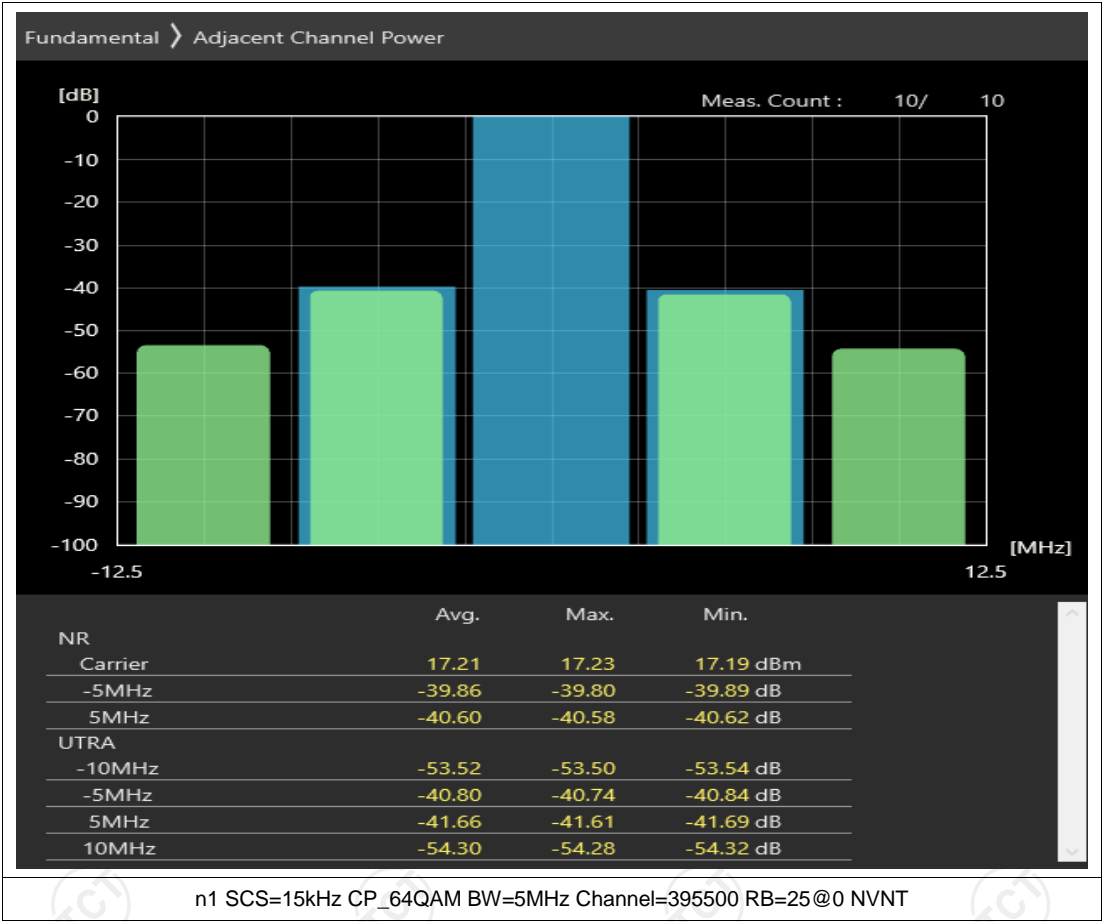 Fundamental 〉 Adjacent Channel Power
[dB]
Meas. Count : 10/ 10
0
-10
-20
-30
-40
-50
-60
-70
-80
-90
-100
[MHz]
-12.5 12.5
Avg. Max. Min.
NR
Carrier 17.21 17.23 17.19 dBm
-5MHz -39.86 -39.80 -39.89 dB
5MHz -40.60 -40.58 -40.62 dB
UTRA
-10MHz -53.52 -53.50 -53.54 dB
-5MHz -40.80 -40.74 -40.84 dB
5MHz -41.66 -41.61 -41.69 dB
10MHz -54.30 -54.28 -54.32 dB
n1 SCS=15kHz CP_64QAM BW=5MHz Channel=395500 RB=25@0 NVNT
TCT TCT TCT